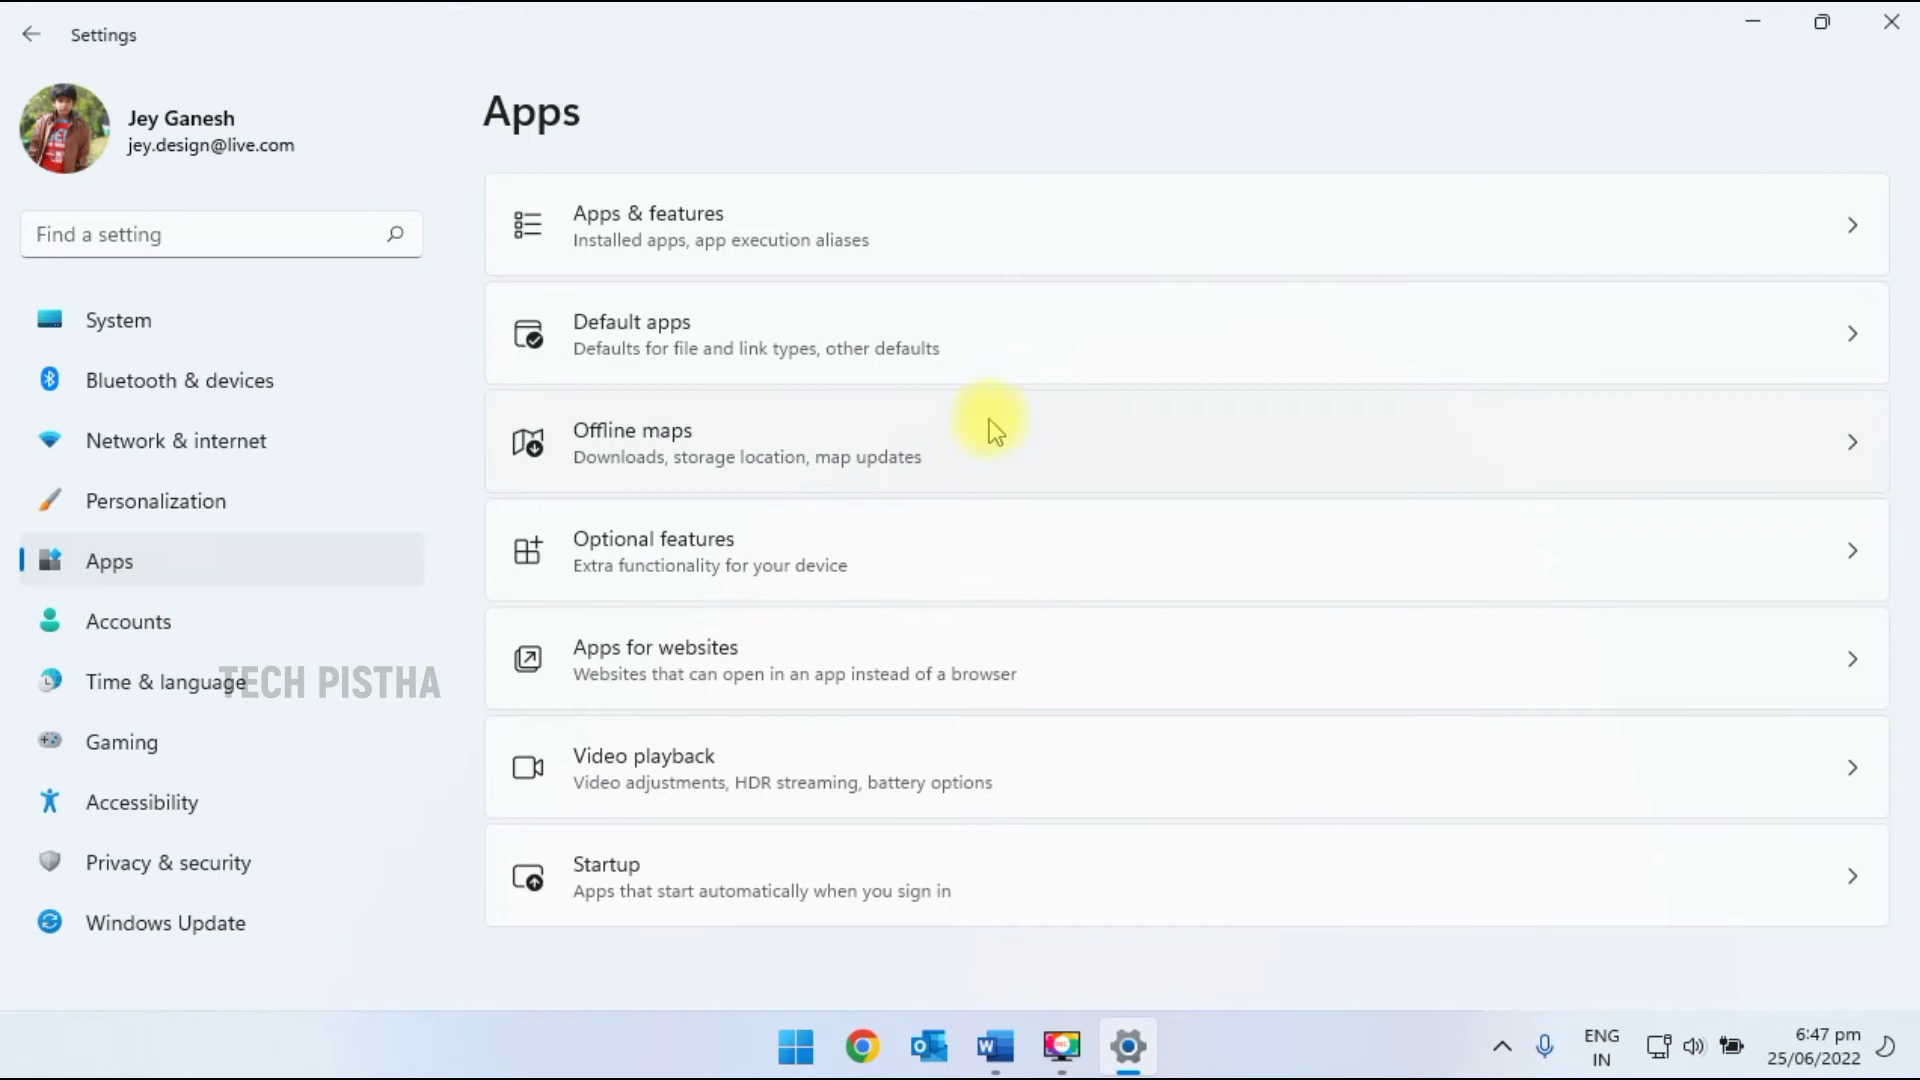 Settings
Jey Ganesh
jey.design@live.com
Find a setting
System
Bluetooth & devices
Network & internet
Personalization
Apps
Accounts
Time & language
TECH PISTHA
Gaming
Accessibility
Privacy & security
Windows Update
Apps
Apps & features
Installed apps, app execution aliases
Default apps
Defaults for file and link types, other defaults
Offline maps
Downloads, storage location, map updates
Optional features
Extra functionality for your device
Apps for websites
Websites that can open in an app instead of a browser
Video playback
Video adjustments, HDR streaming, battery options
Startup
Apps that start automatically when you sign in
ENG
IN
6:47 pm
25/06/2022